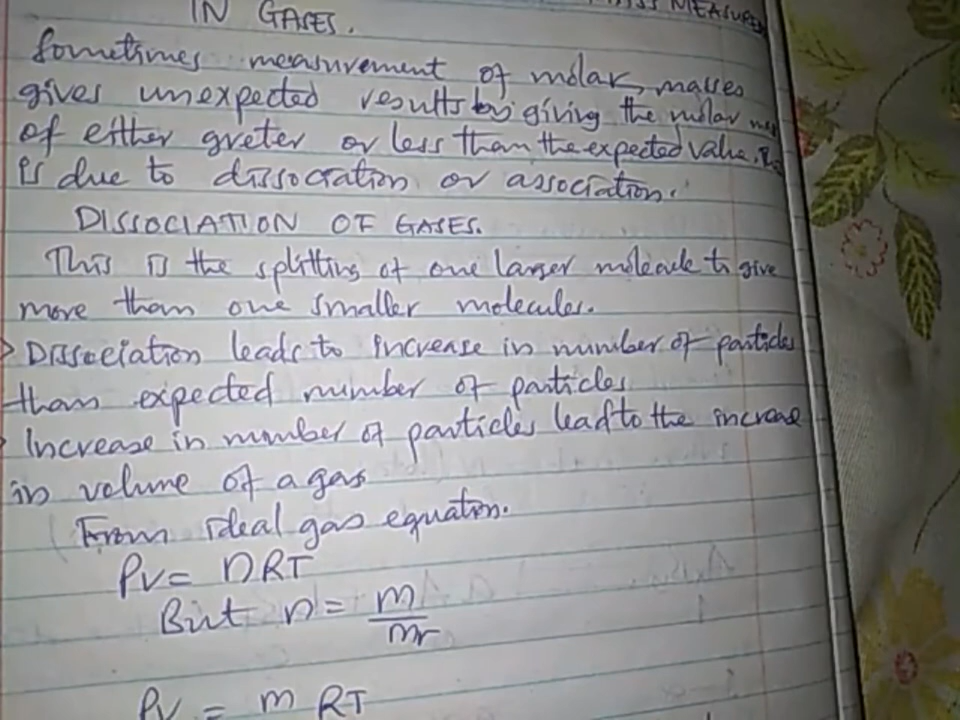 MEASURE
IN GASES.
Sometimes measurement of molar masses
gives unexpected results by giving the molar
of either greter or less than the expected value.
is due to dissociation or association.
DISSOCIATION OF GASES.
This is the splitting of one larger molecule to give
more than one smaller molecules.
Dissociation leads to increase in number of particles
than expected number of particles
Increase in number of particles lead to the increase
in volume of a gas
From ideal gas equation.
PV = nRT
But n = m
mr
PV = m RT